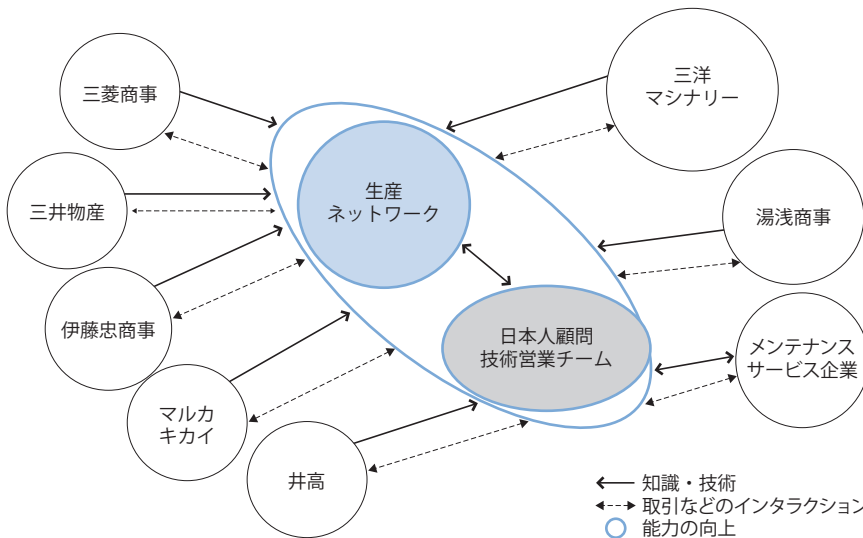 三菱商事
三洋
マシナリー
生産
ネットワーク
三井物産
湯浅商事
伊藤忠商事
日本人顧問
技術営業チーム
メンテナンス
サービス企業
マルカ
キカイ
井高
知識・技術
取引などのインタラクション
能力の向上